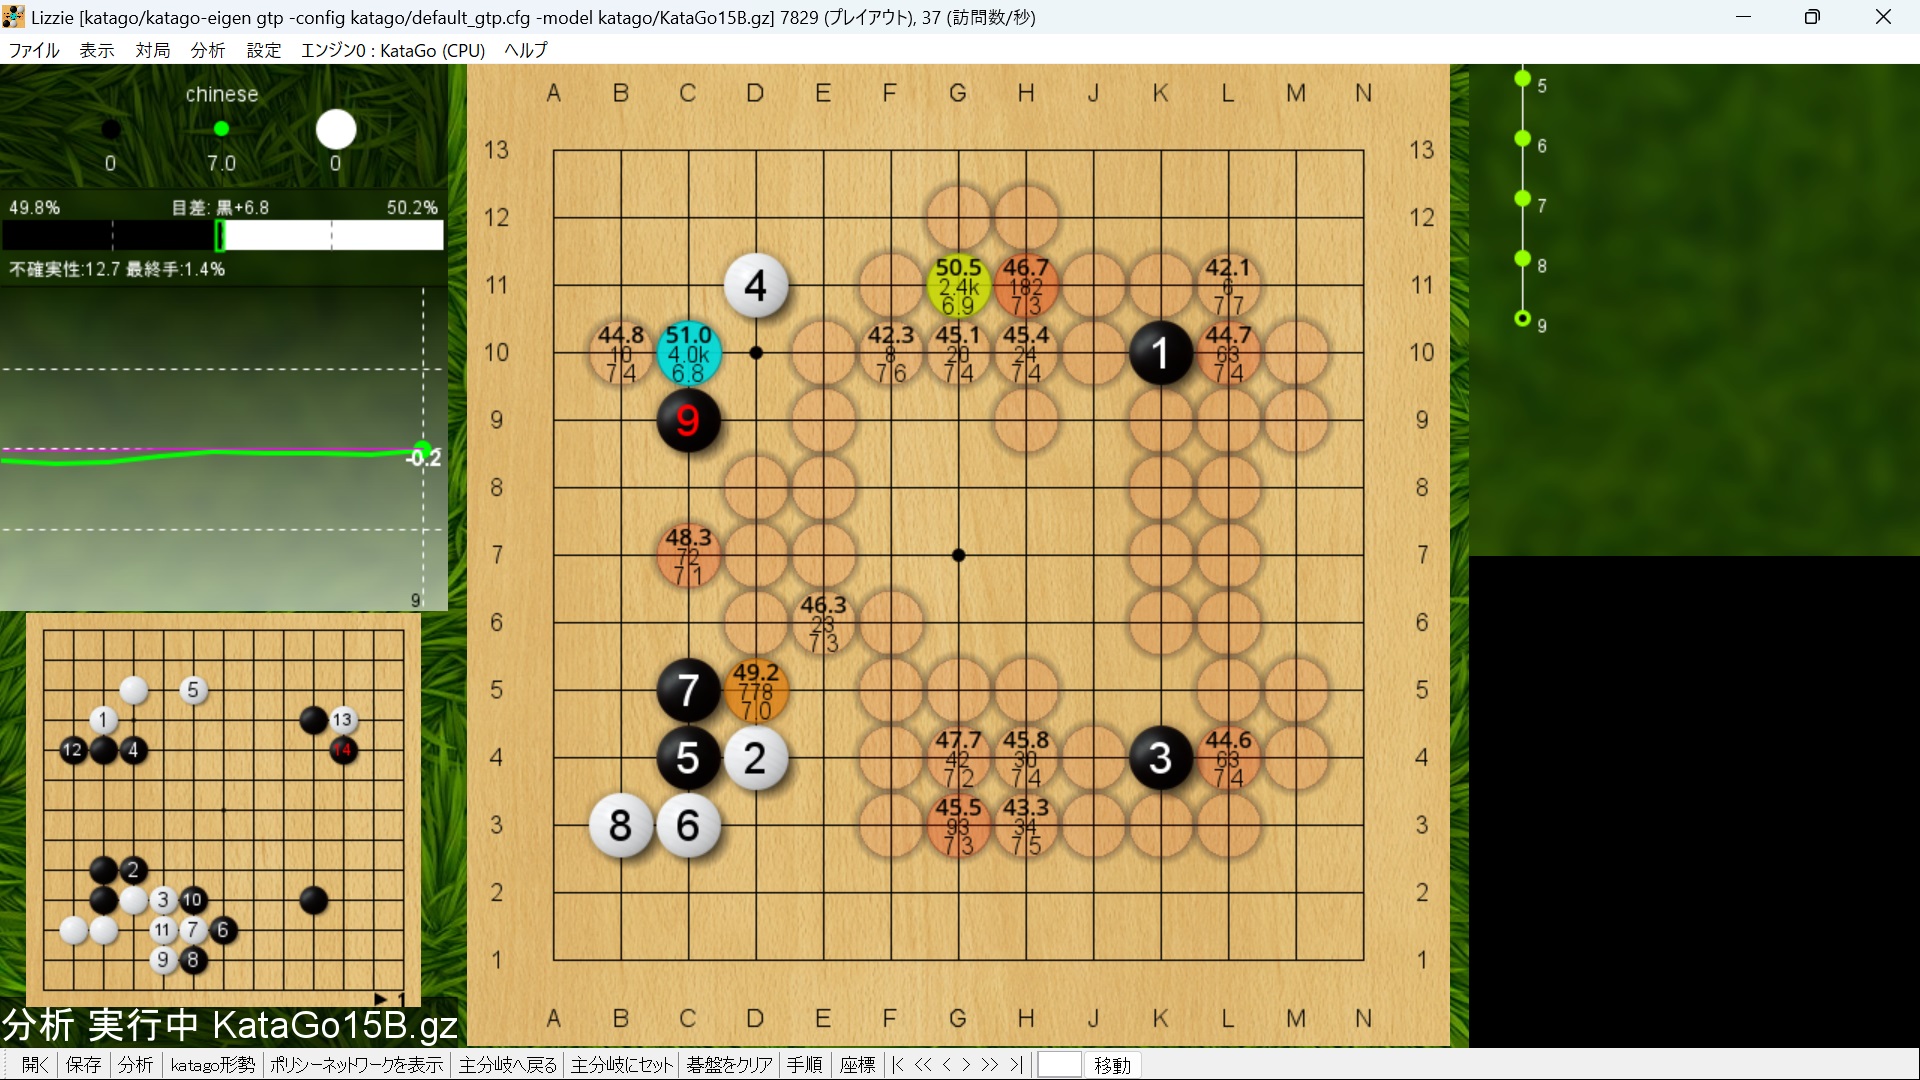 Lizzie [katago/katago-eigen gtp -config katago/default_gtp.cfg -model katago/KataGo15B.gz] 7829 (プレイアウト), 37 (訪問数/秒)
ファイル 表示 対局 分析 設定 エンジン0 : KataGo (CPU) ヘルプ
chinese
0 7.0 0
49.8% 目差: 黒+6.8 50.2%
不確実性:12.7 最終手:1.4%
-0.2
9
A B C D E F G H J K L M N
13 13
12 12
11 4 50.5 46.7 42.1 11
2.4k 182 6
6.9 7.3 7.7
10 44.8 51.0 42.3 45.1 45.4 1 44.7 10
10 4.0k 8 20 24 63
7.4 6.8 7.6 7.4 7.4 7.4
9 9 9
8 8
7 48.3 7
72
7.1
6 46.3 6
23
7.3
5 7 49.2 5
778
7.0
4 5 2 47.7 45.8 3 44.6 4
42 30 63
7.2 7.4 7.4
3 8 6 45.5 43.3 3
93 34
7.3 7.5
2 2
1 1
A B C D E F G H J K L M N
5
6
7
8
9
5
1 13
12 4 14
2
3 10
11 7 6
9 8
▶ 1
分析 実行中 KataGo15B.gz
開く 保存 分析 katago形勢 ポリシーネットワークを表示 主分岐へ戻る 主分岐にセット 碁盤をクリア 手順 座標 |< << < > >> >| 移動